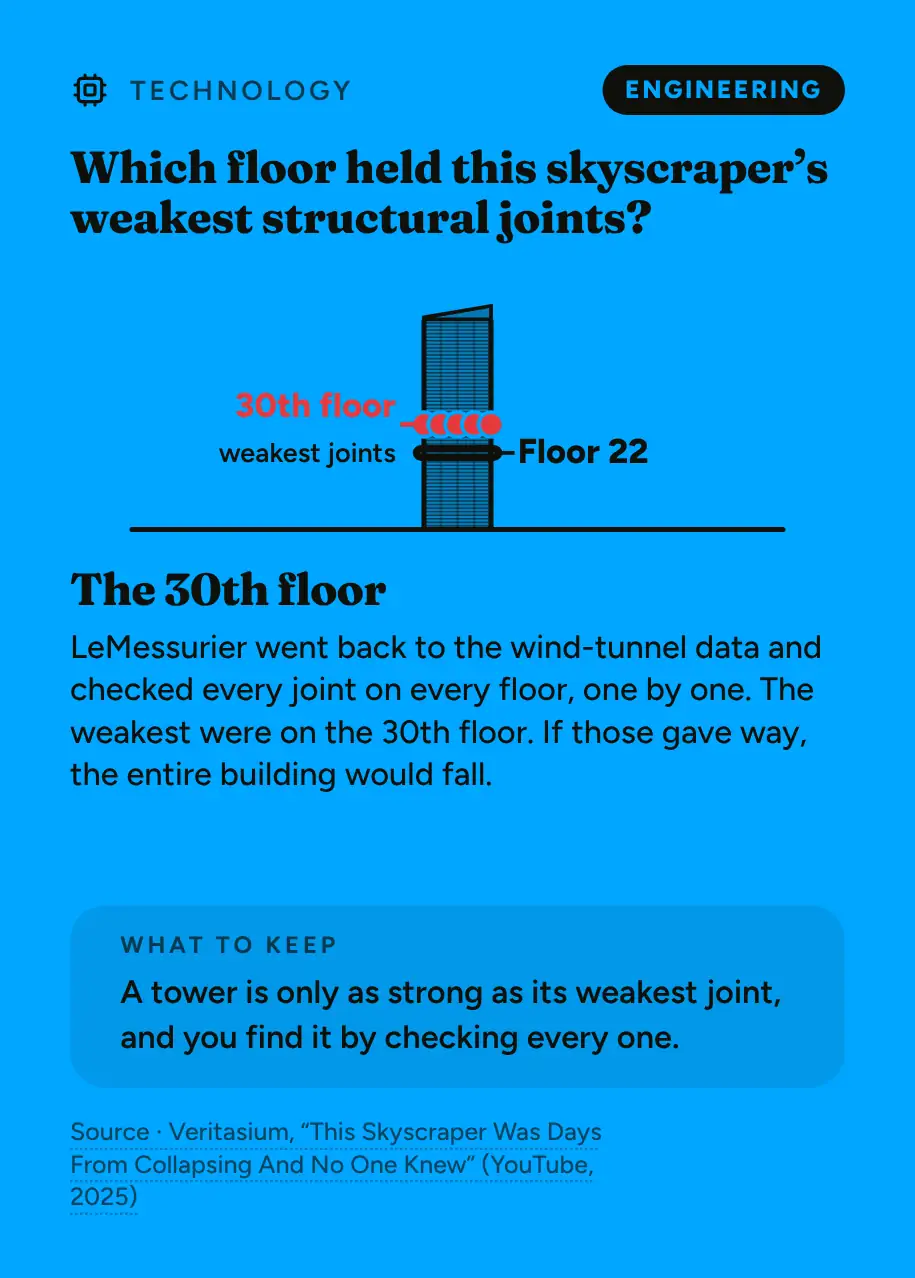 TECHNOLOGY
ENGINEERING
Which floor held this skyscraper’s
weakest structural joints?
30th floor
weakest joints
Floor 22
The 30th floor
LeMessurier went back to the wind-tunnel data and
checked every joint on every floor, one by one. The
weakest were on the 30th floor. If those gave way,
the entire building would fall.
WHAT TO KEEP
A tower is only as strong as its weakest joint,
and you find it by checking every one.
Source · Veritasium, “This Skyscraper Was Days
From Collapsing And No One Knew” (YouTube,
2025)